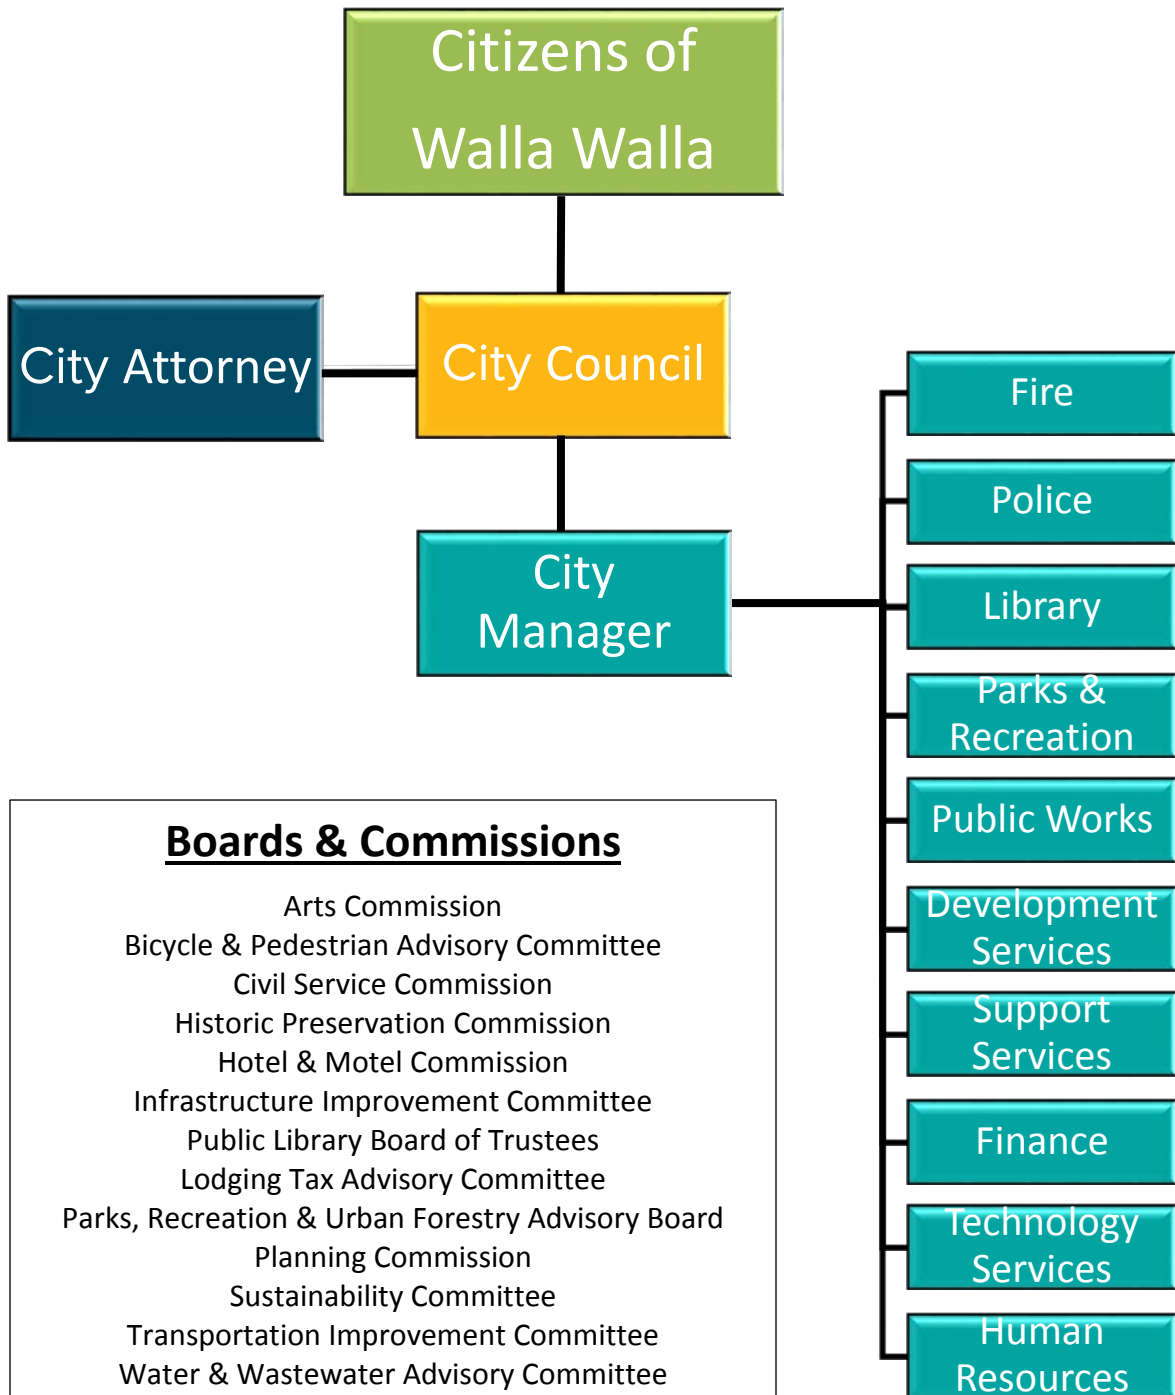 Citizens of
Walla Walla
City Attorney
City Council
City
Manager
Fire
Police
Library
Parks &
Recreation
Public Works
Development
Services
Support
Services
Finance
Technology
Services
Human
Resources
Boards & Commissions
Arts Commission
Bicycle & Pedestrian Advisory Committee
Civil Service Commission
Historic Preservation Commission
Hotel & Motel Commission
Infrastructure Improvement Committee
Public Library Board of Trustees
Lodging Tax Advisory Committee
Parks, Recreation & Urban Forestry Advisory Board
Planning Commission
Sustainability Committee
Transportation Improvement Committee
Water & Wastewater Advisory Committee